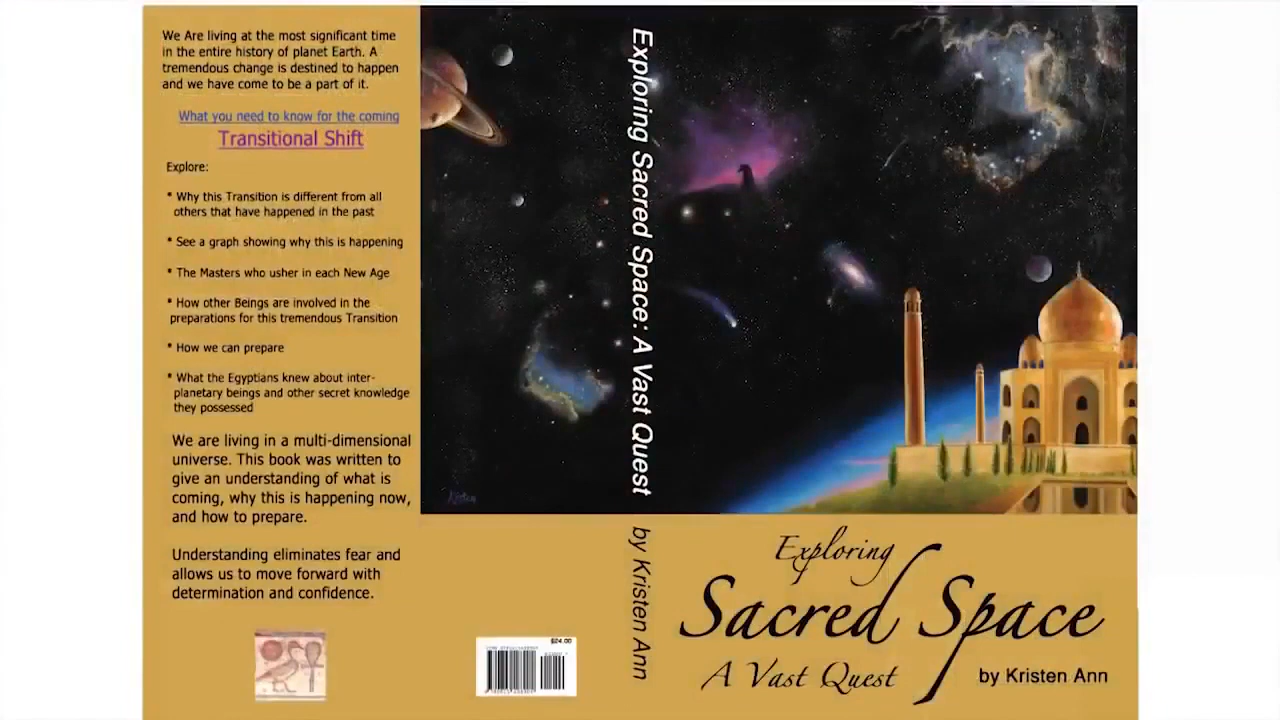 We Are living at the most significant time
in the entire history of planet Earth. A
tremendous change is destined to happen
and we have come to be a part of it.
What you need to know for the coming
Transitional Shift
Explore:
* Why this Transition is different from all
others that have happened in the past
* See a graph showing why this is happening
* The Masters who usher in each New Age
* How other Beings are involved in the
preparations for this tremendous Transition
* How we can prepare
* What the Egyptians knew about inter-
planetary beings and other secret knowledge
they possessed
We are living in a multi-dimensional
universe. This book was written to
give an understanding of what is
coming, why this is happening now,
and how to prepare.
Understanding eliminates fear and
allows us to move forward with
determination and confidence.
$24.00
Exploring Sacred Space: A Vast Quest by Kristen Ann
Exploring
Sacred Space
A Vast Quest
by Kristen Ann